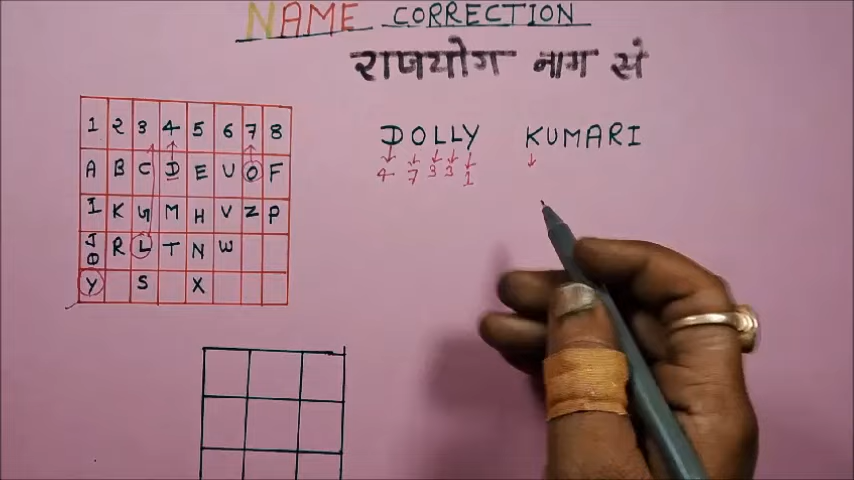 NAME CORRECTION
राजयोग नाग सं
DOLLY KUMARI
4 7 3 3 1
1 2 3 4 5 6 7 8
A B C D E U O F
I K G M H V Z P
J Q R L T N W
Y S X